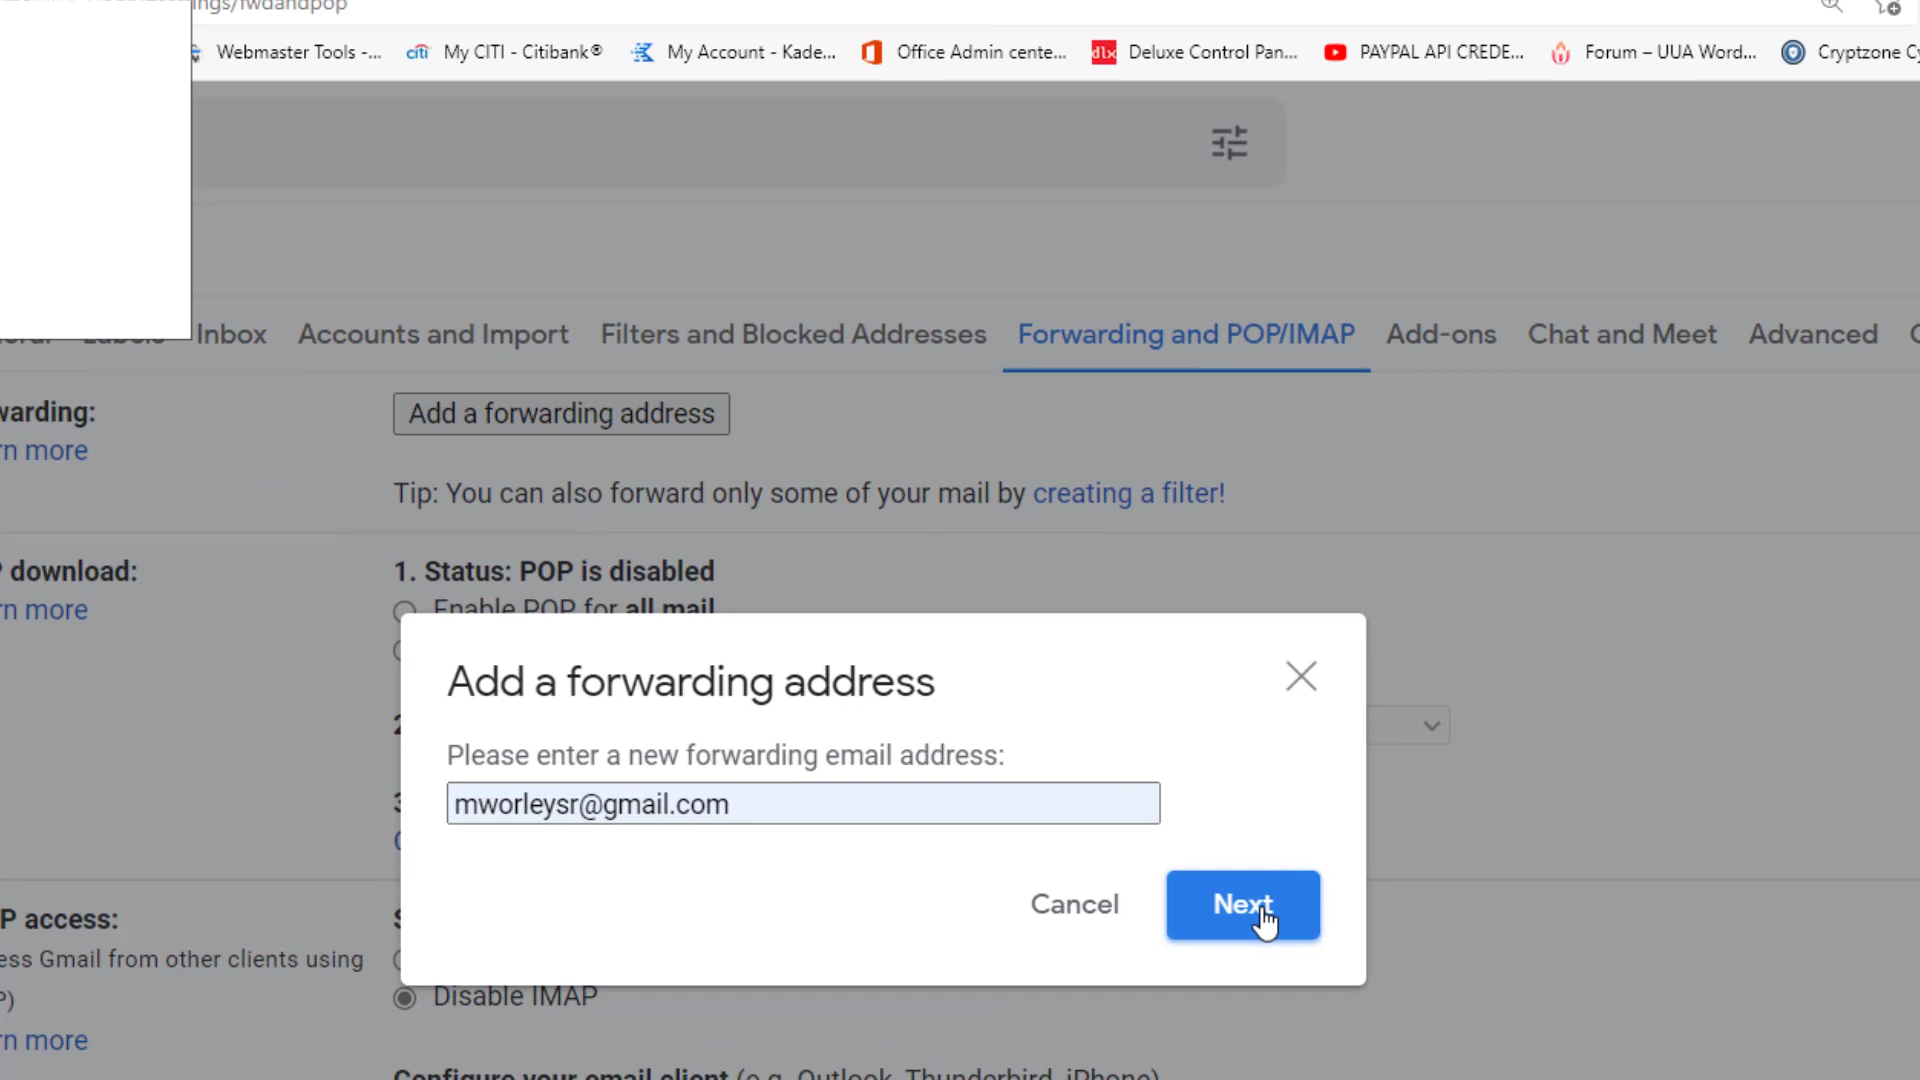 ngs/fwdandpop
Webmaster Tools -... citi My CITI - Citibank® My Account - Kade... Office Admin cente... dlx Deluxe Control Pan... PAYPAL API CREDE... Forum – UUA Word... Cryptzone Cy
Inbox Accounts and Import Filters and Blocked Addresses Forwarding and POP/IMAP Add-ons Chat and Meet Advanced
warding: Add a forwarding address
rn more
Tip: You can also forward only some of your mail by creating a filter!
P download: 1. Status: POP is disabled
rn more Enable POP for all mail
Add a forwarding address
Please enter a new forwarding email address:
mworleysr@gmail.com
Cancel Next
P access:
ess Gmail from other clients using
P)
Disable IMAP
rn more
Configure your email client (e.g. Outlook, Thunderbird, iPhone)